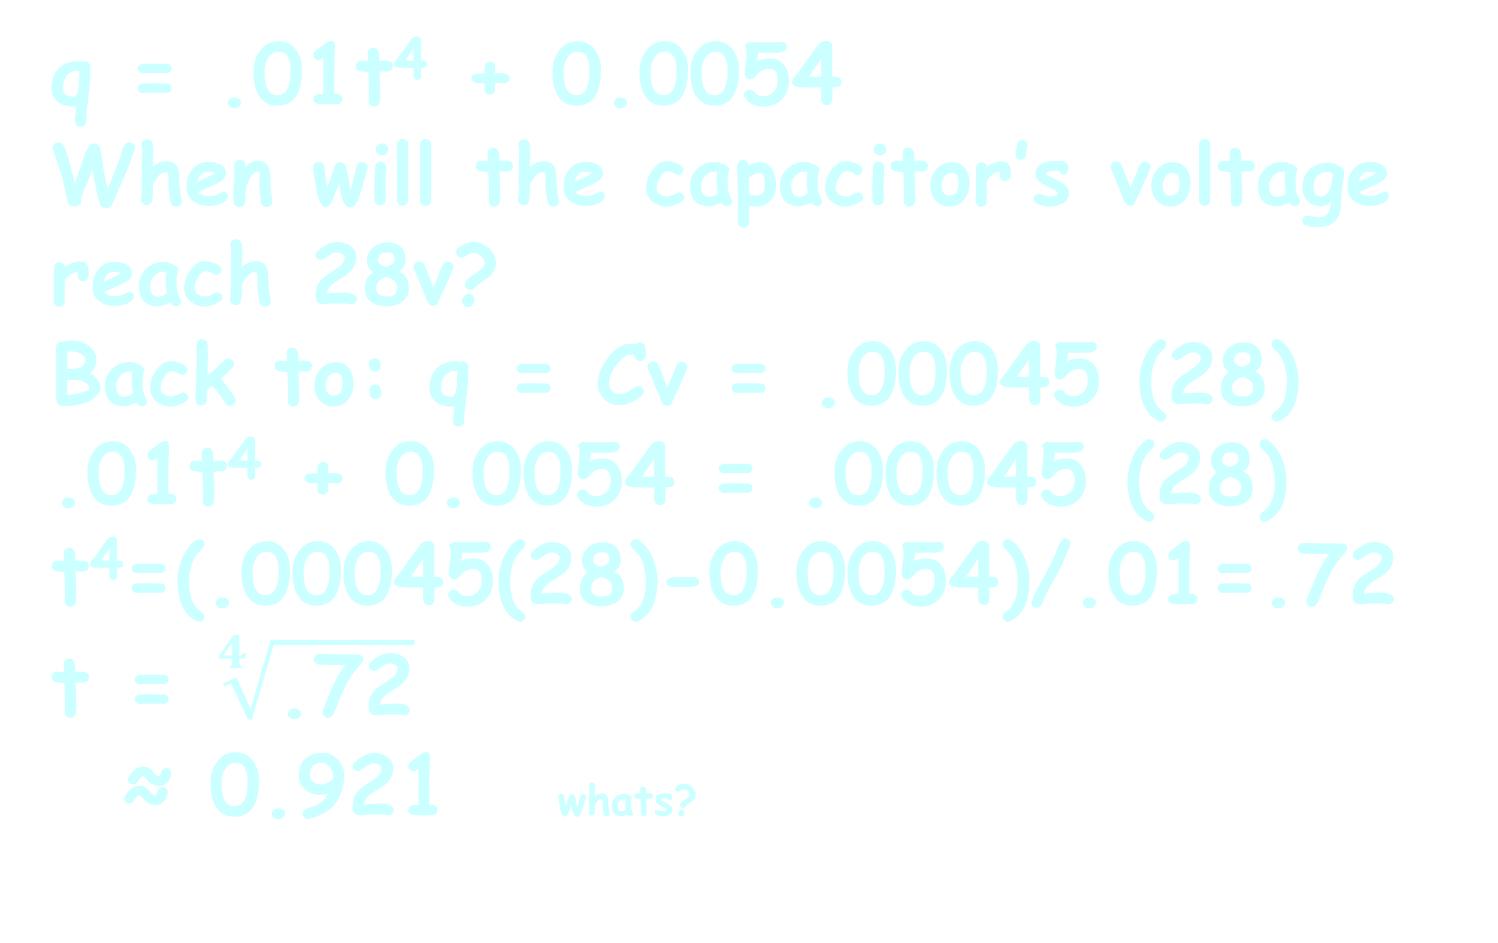 q = .01t⁴ + 0.0054
When will the capacitor’s voltage
reach 28v?
Back to: q = Cv = .00045 (28)
.01t⁴ + 0.0054 = .00045 (28)
t⁴=(.00045(28)-0.0054)/.01=.72
t = ∜.72
≈ 0.921 whats?